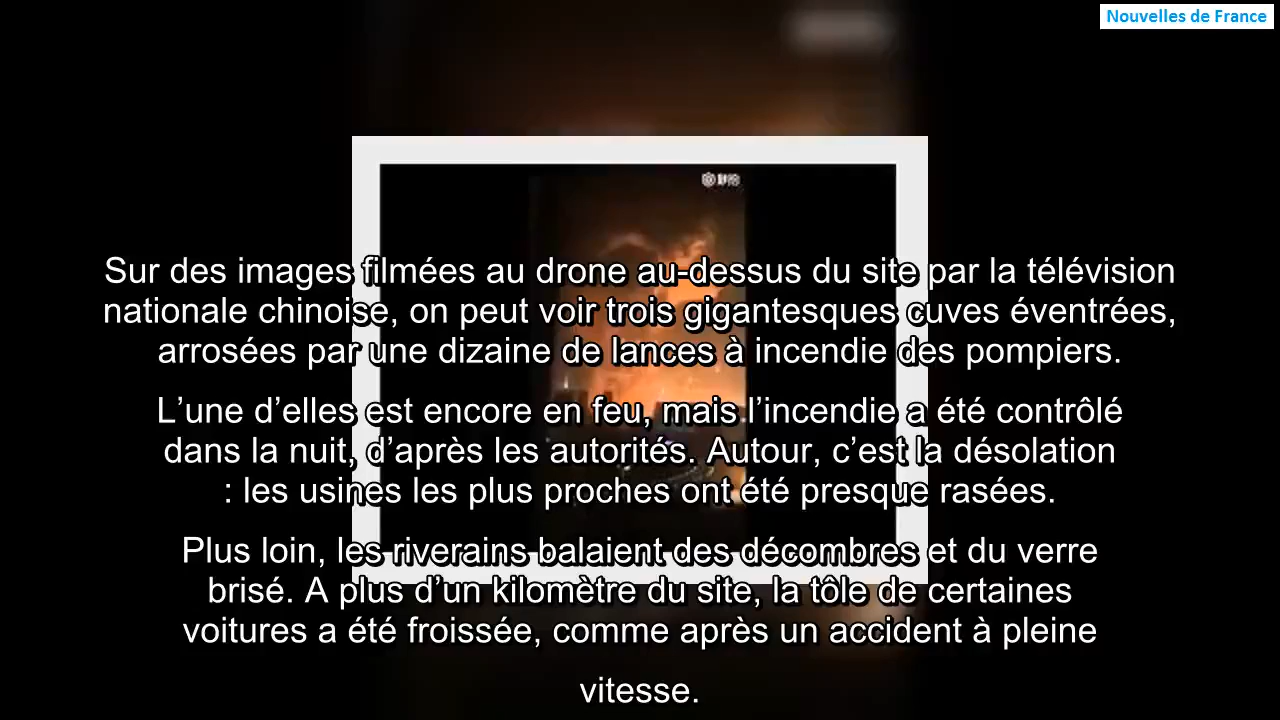 Nouvelles de France
Sur des images filmées au drone au-dessus du site par la télévision
nationale chinoise, on peut voir trois gigantesques cuves éventrées,
arrosées par une dizaine de lances à incendie des pompiers.
L’une d’elles est encore en feu, mais l’incendie a été contrôlé
dans la nuit, d’après les autorités. Autour, c’est la désolation
: les usines les plus proches ont été presque rasées.
Plus loin, les riverains balaient des décombres et du verre
brisé. A plus d’un kilomètre du site, la tôle de certaines
voitures a été froissée, comme après un accident à pleine
vitesse.